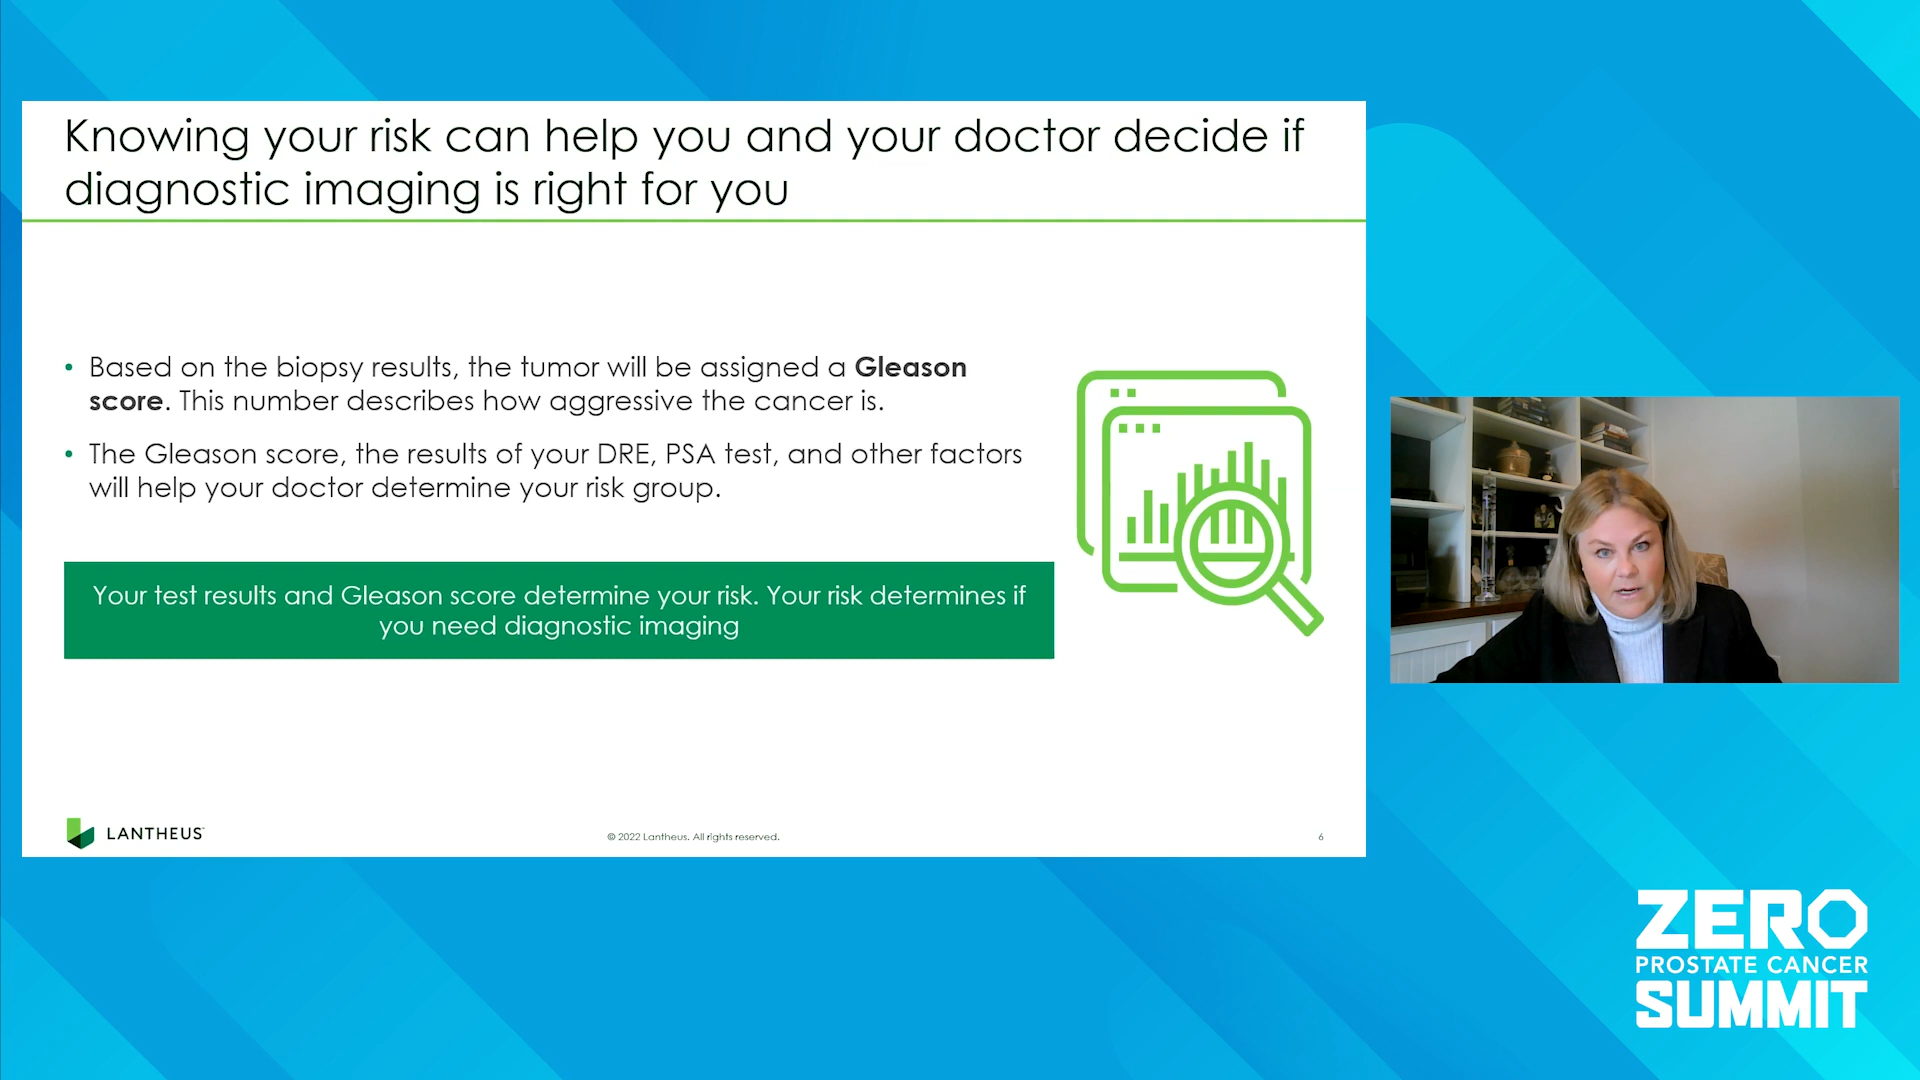 Knowing your risk can help you and your doctor decide if
diagnostic imaging is right for you
• Based on the biopsy results, the tumor will be assigned a Gleason
score. This number describes how aggressive the cancer is.
• The Gleason score, the results of your DRE, PSA test, and other factors
will help your doctor determine your risk group.
Your test results and Gleason score determine your risk. Your risk determines if
you need diagnostic imaging
LANTHEUS
© 2022 Lantheus. All rights reserved.
6
ZERO
PROSTATE CANCER
SUMMIT